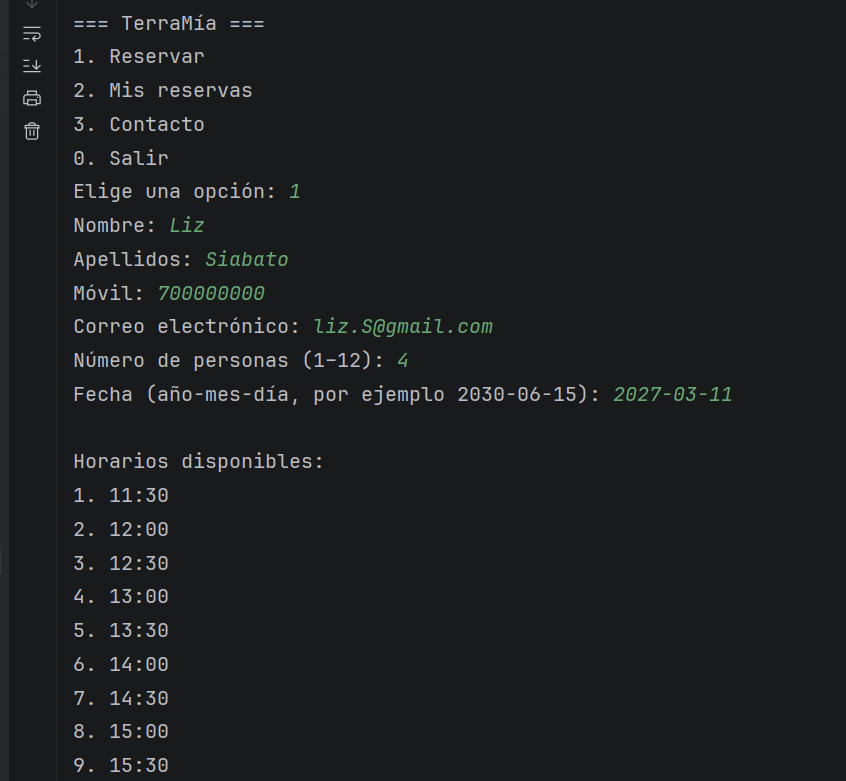 === TerraMía ===
1. Reservar
2. Mis reservas
3. Contacto
0. Salir
Elige una opción: 1
Nombre: Liz
Apellidos: Siabato
Móvil: 700000000
Correo electrónico: liz.S@gmail.com
Número de personas (1–12): 4
Fecha (año-mes-día, por ejemplo 2030-06-15): 2027-03-11

Horarios disponibles:
1. 11:30
2. 12:00
3. 12:30
4. 13:00
5. 13:30
6. 14:00
7. 14:30
8. 15:00
9. 15:30